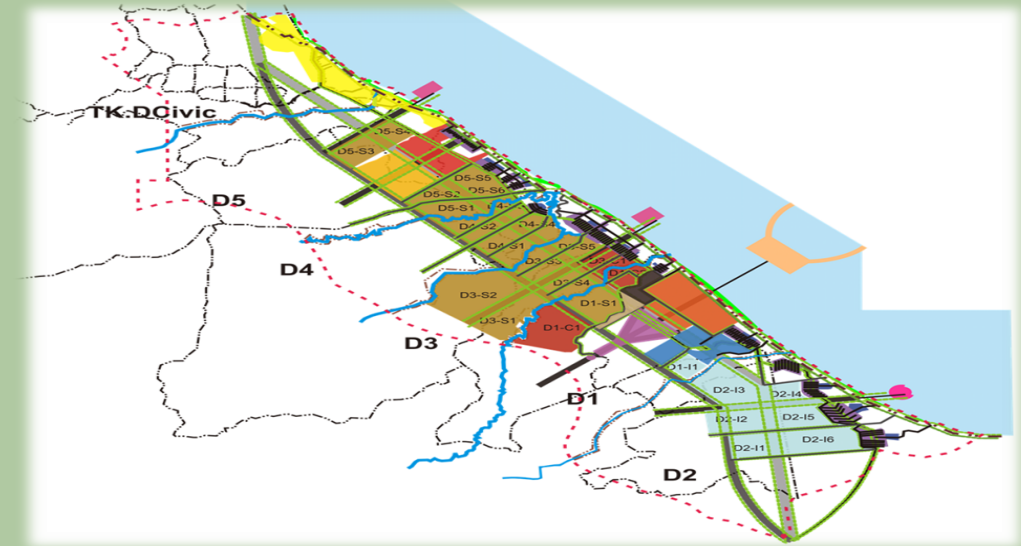 TK.DCivic
D5-S4
D5-S3
D5-S5
D5
D5-S6
D5-S1
D4-S2
D4
D4-S1
D3-S2
D1-S1
D3-S1
D1-C1
D3
D1-I1
D1
D2-I3
D2-I4
D2-I2
D2-I5
D2-I6
D2-I1
D2